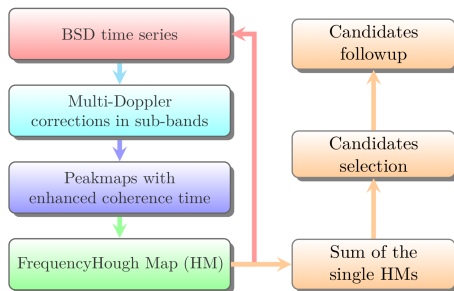 BSD time series
Multi-Doppler
corrections in sub-bands
Peakmaps with
enhanced coherence time
FrequencyHough Map (HM)
Sum of the
single HMs
Candidates
selection
Candidates
followup